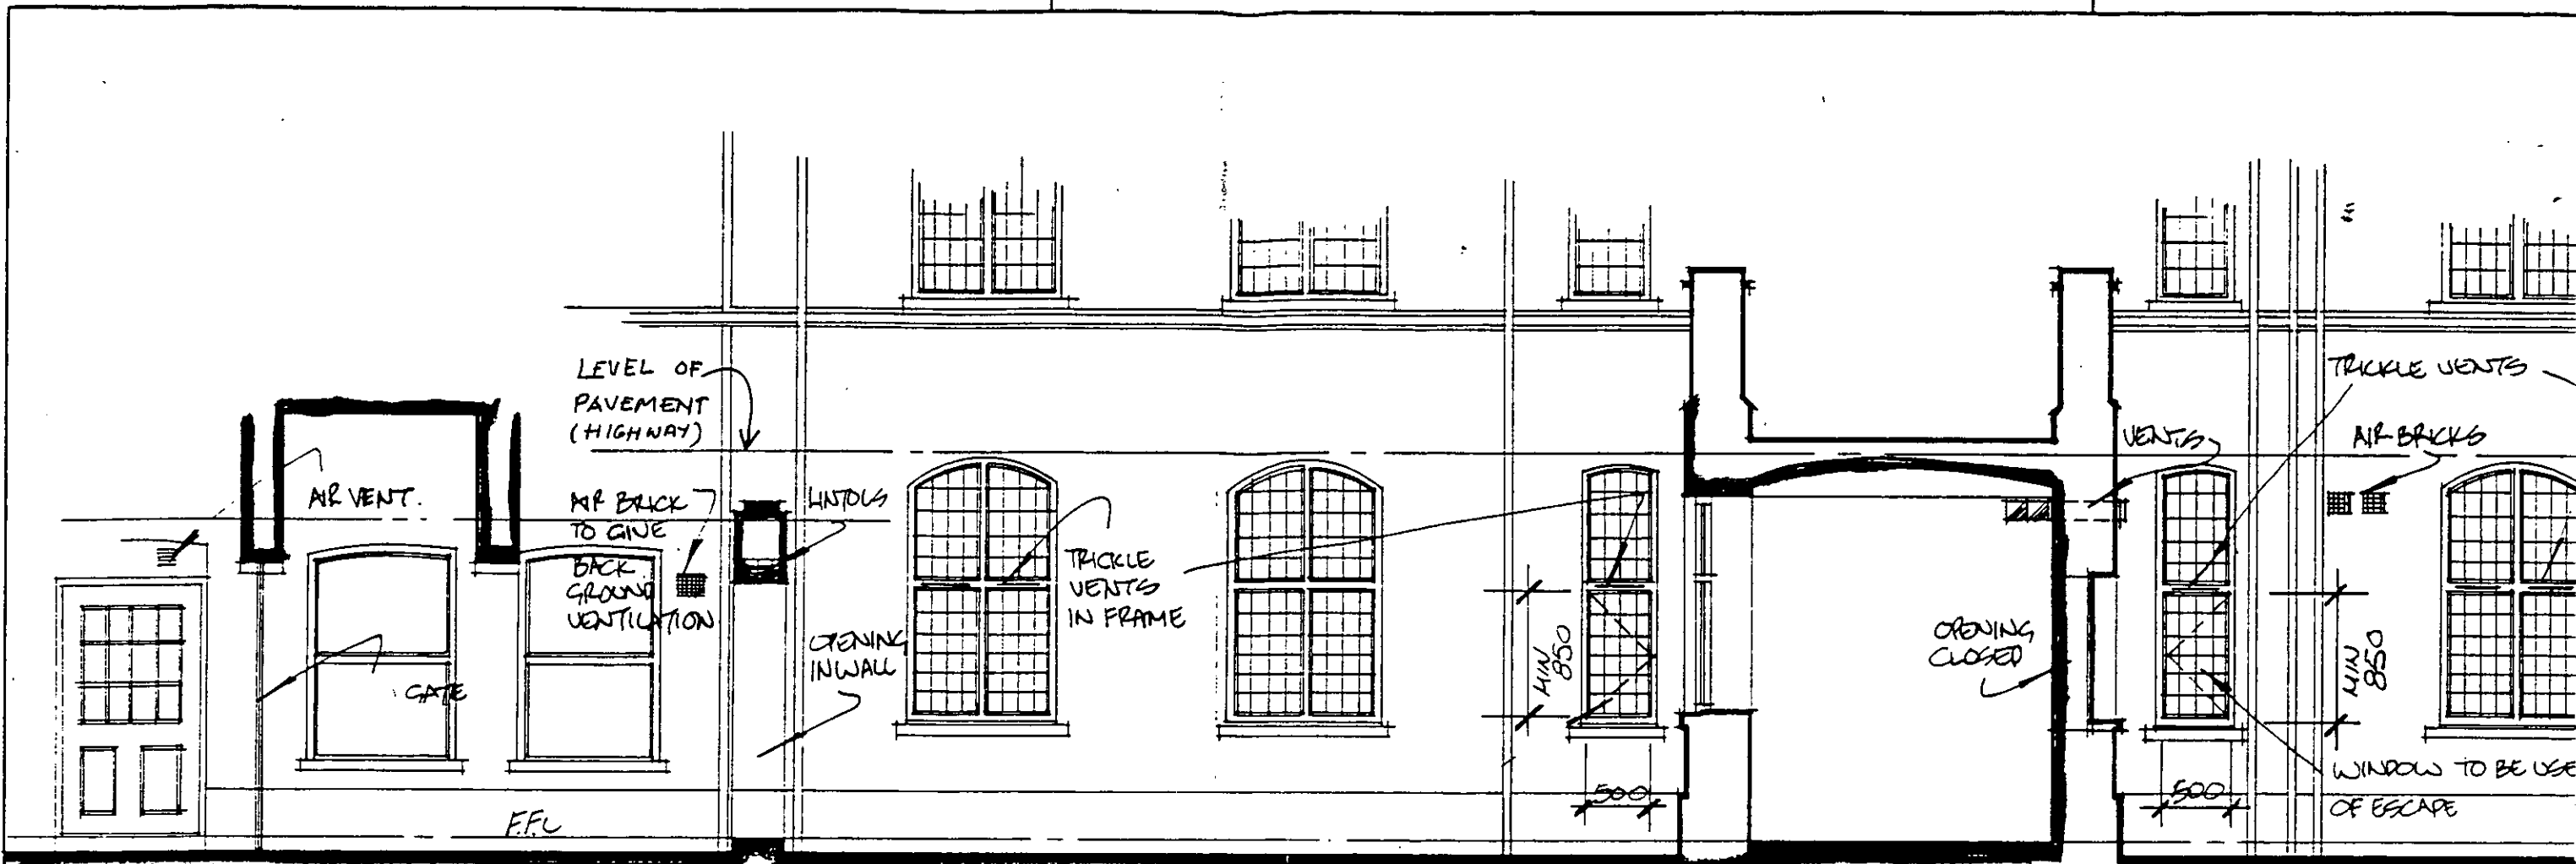 LEVEL OF
PAVEMENT
(HIGHWAY)
AIR VENT.
AIR BRICK
TO GIVE
BACK
GROUND
VENTILATION
LINTOLS
OPENING
IN WALL
GATE
F.F.L
TRICKLE
VENTS
IN FRAME
MIN
850
500
OPENING
CLOSED
VENTS
TRICKLE VENTS
AIR BRICKS
MIN
850
500
WINDOW TO BE USE
OF ESCAPE